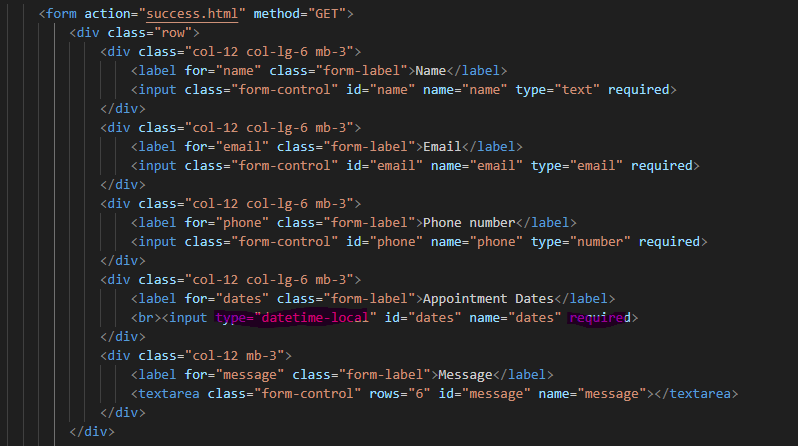 <form action="success.html" method="GET">
<div class="row">
<div class="col-12 col-lg-6 mb-3">
<label for="name" class="form-label">Name</label>
<input class="form-control" id="name" name="name" type="text" required>
</div>
<div class="col-12 col-lg-6 mb-3">
<label for="email" class="form-label">Email</label>
<input class="form-control" id="email" name="email" type="email" required>
</div>
<div class="col-12 col-lg-6 mb-3">
<label for="phone" class="form-label">Phone number</label>
<input class="form-control" id="phone" name="phone" type="number" required>
</div>
<div class="col-12 col-lg-6 mb-3">
<label for="dates" class="form-label">Appointment Dates</label>
<br><input type="datetime-local" id="dates" name="dates" required>
</div>
<div class="col-12 mb-3">
<label for="message" class="form-label">Message</label>
<textarea class="form-control" rows="6" id="message" name="message"></textarea>
</div>
</div>